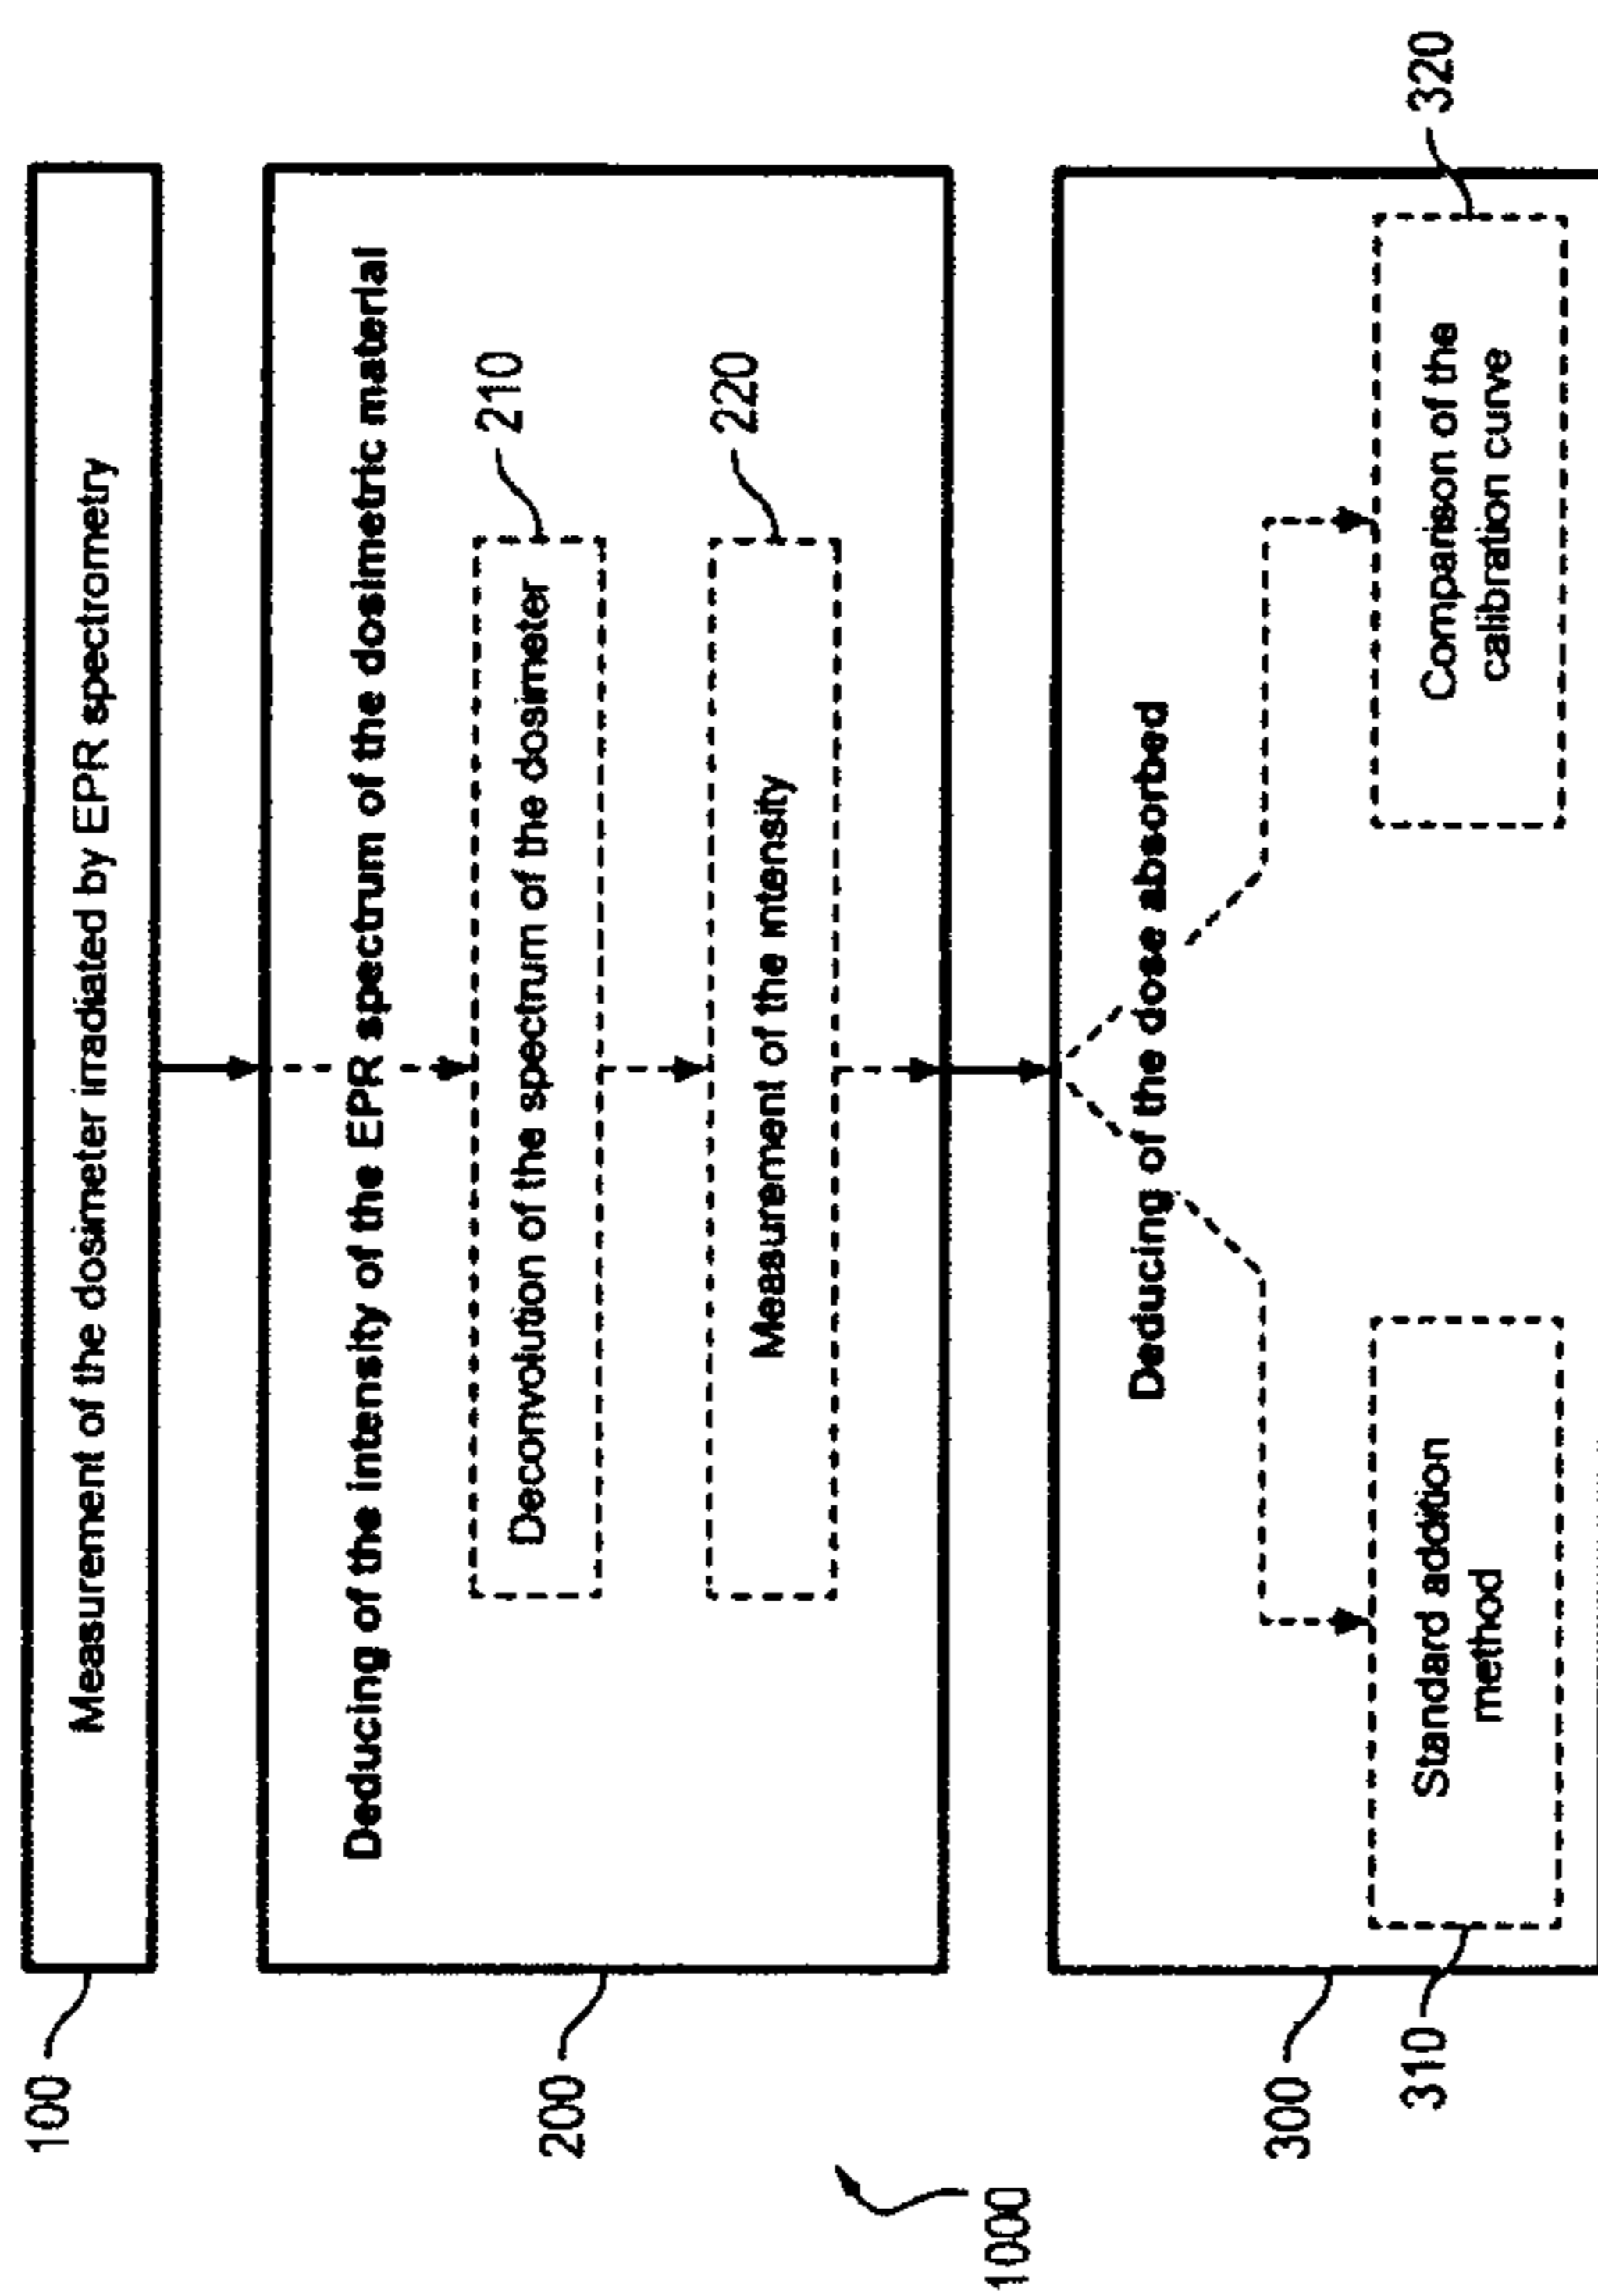 100
Measurement of the dosimeter irradiated by EPR spectrometry
200
Deducing of the intensity of the EPR spectrum of the dosimetric material
Deconvolution of the spectrum of the dosimeter
210
Measurement of the intensity
220
1000
300
Deducing of the dose absorbed
310
Standard addition
method
Comparison of the
calibration curve
320